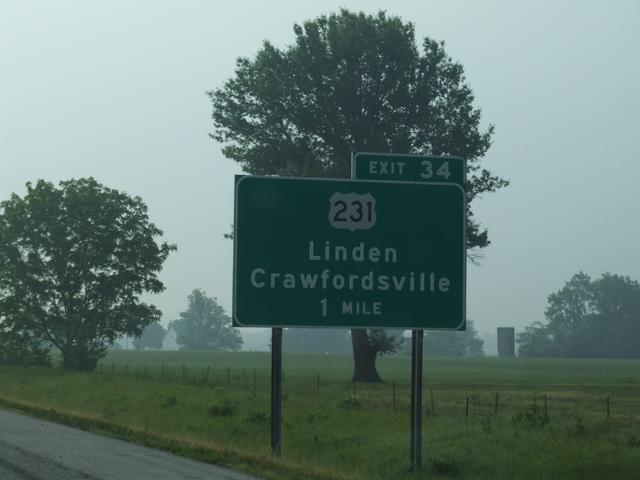 EXIT 34
231
Linden
Crawfordsville
1 MILE